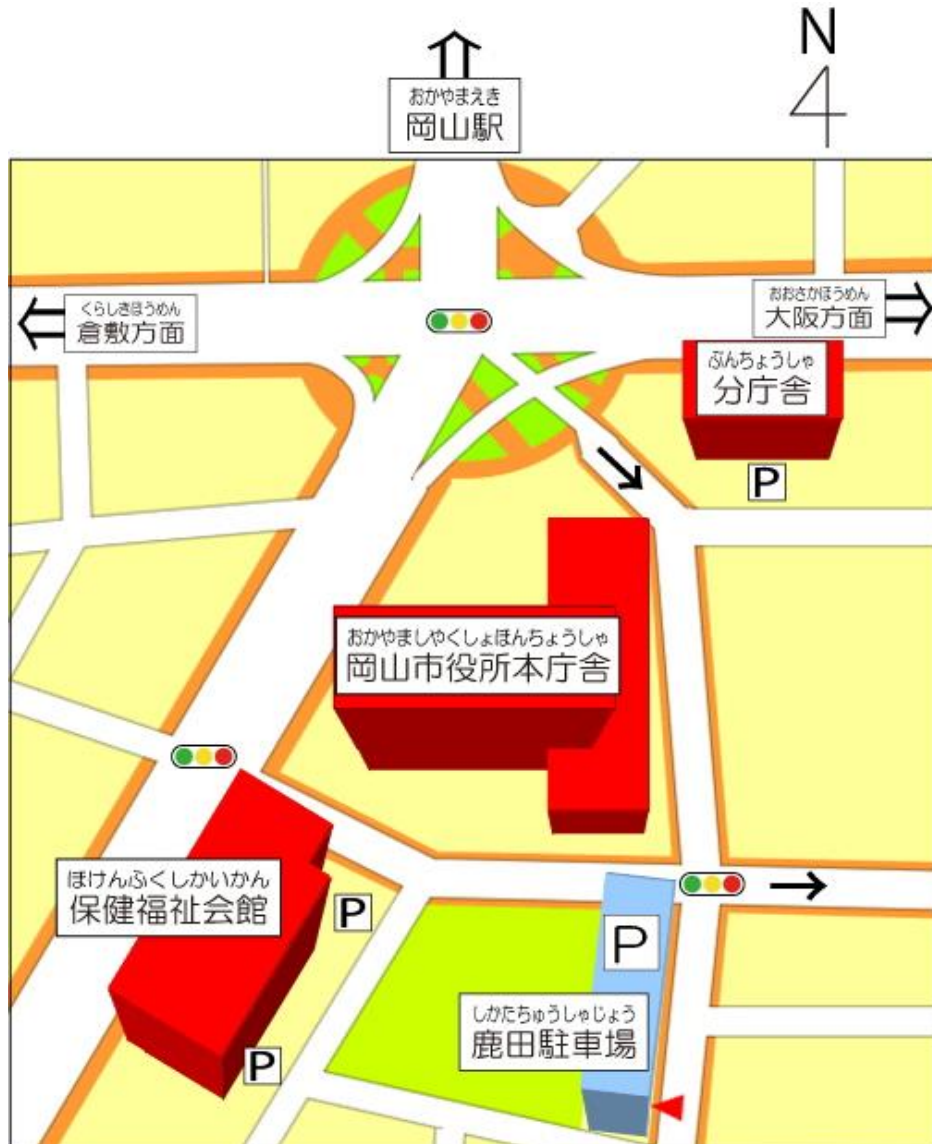 N
おかやまえき
岡山駅
くらしきほうめん
倉敷方面
おおさかほうめん
大阪方面
ぶんちょうしゃ
分庁舎
P
おかやましやくしょほんちょうしゃ
岡山市役所本庁舎
ほけんふくしかいかん
保健福祉会館
P
P
しかたちゅうしゃじょう
鹿田駐車場
P